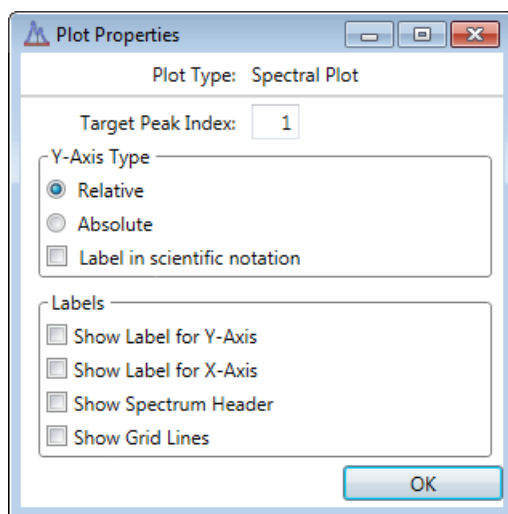 Plot Properties
Plot Type: Spectral Plot
Target Peak Index: 1
Y-Axis Type
Relative
Absolute
Label in scientific notation
Labels
Show Label for Y-Axis
Show Label for X-Axis
Show Spectrum Header
Show Grid Lines
OK